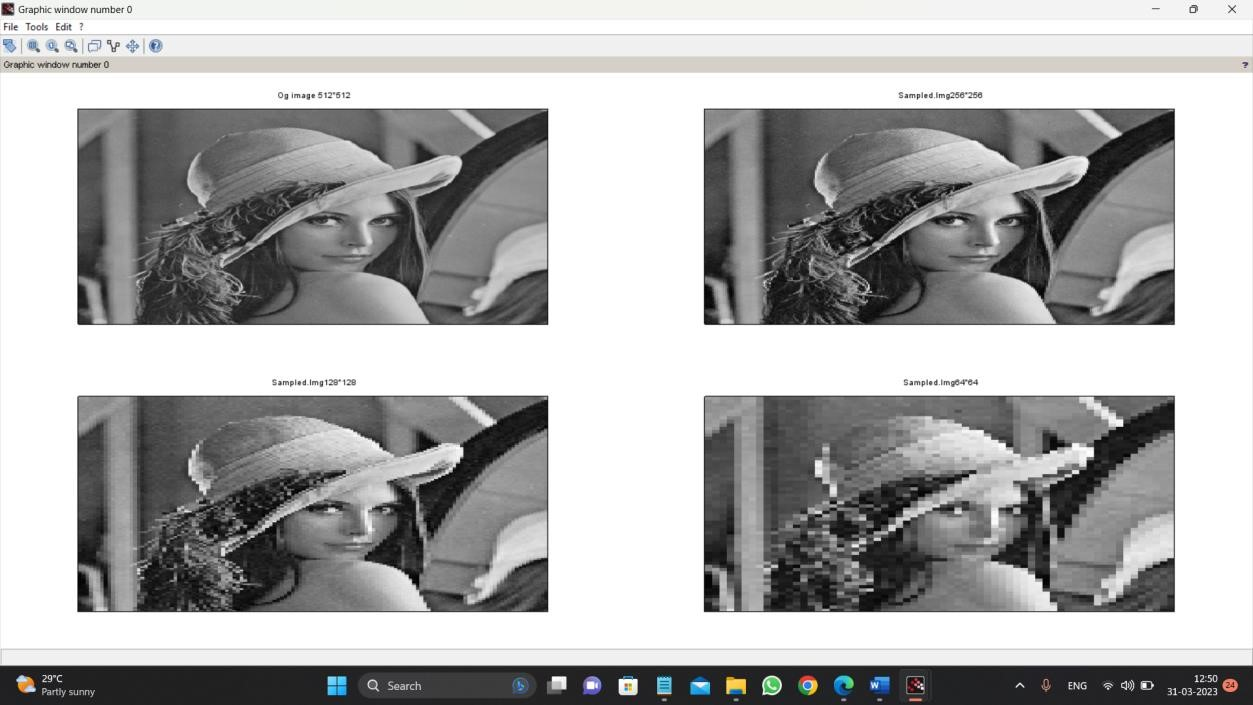 Graphic window number 0
File Tools Edit ?
Graphic window number 0 ?
Og image 512*512
Sampled.Img256*256
Sampled.Img128*128
Sampled.Img64*64
29°C
Partly sunny
Search
ENG
12:50
31-03-2023
24